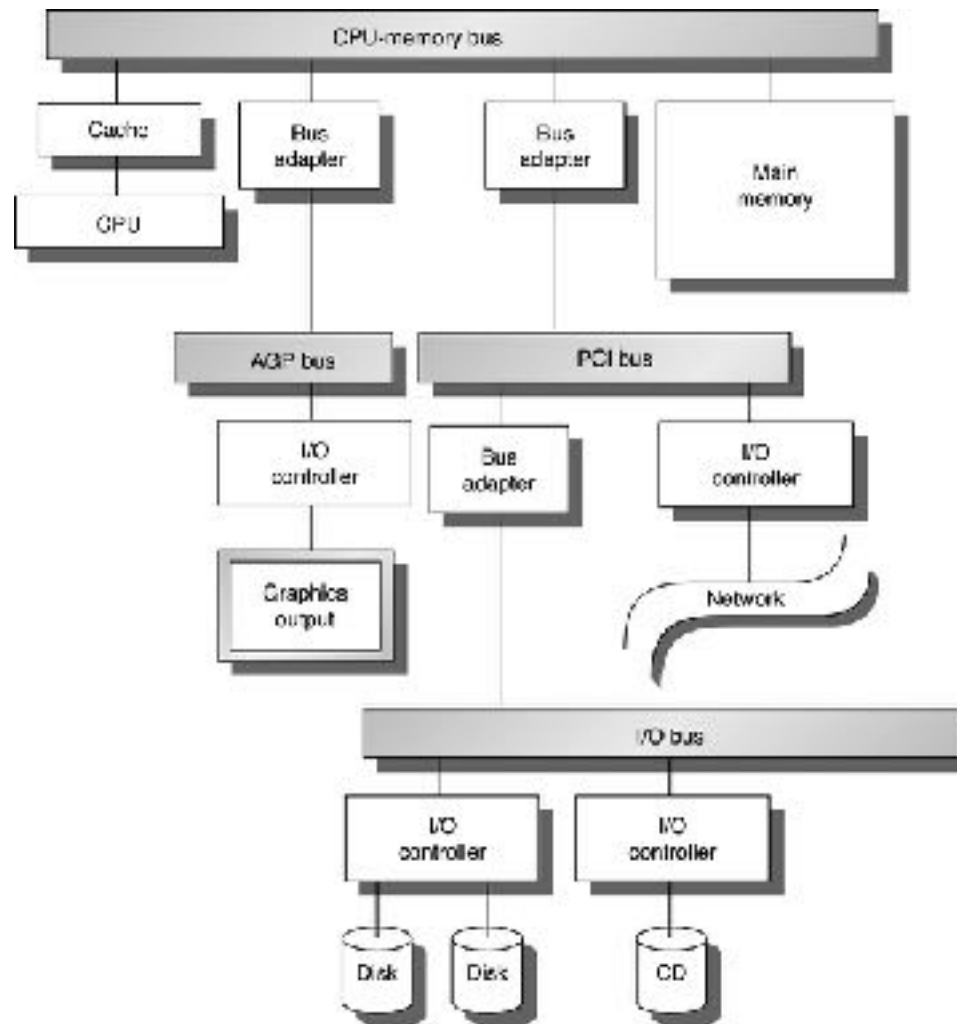 CPU-memory bus
Cache
Bus
adapter
Bus
adapter
Main
memory
CPU
AGP bus
PCI bus
I/O
controller
Bus
adapter
I/O
controller
Graphics
output
Network
I/O bus
I/O
controller
I/O
controller
Disk
Disk
CD